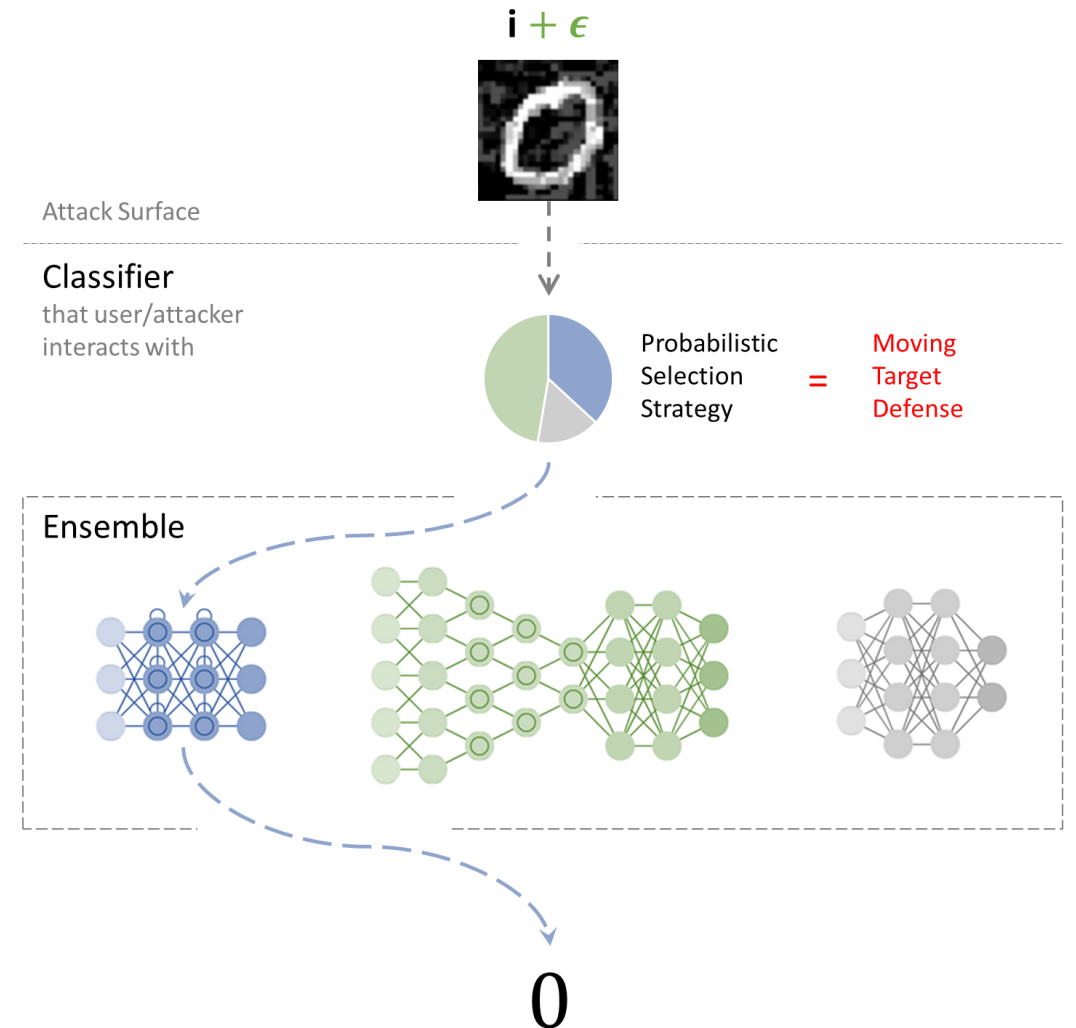 i + ϵ
Attack Surface
Classifier
that user/attacker
interacts with
Probabilistic
Selection
Strategy
=
Moving
Target
Defense
Ensemble
0